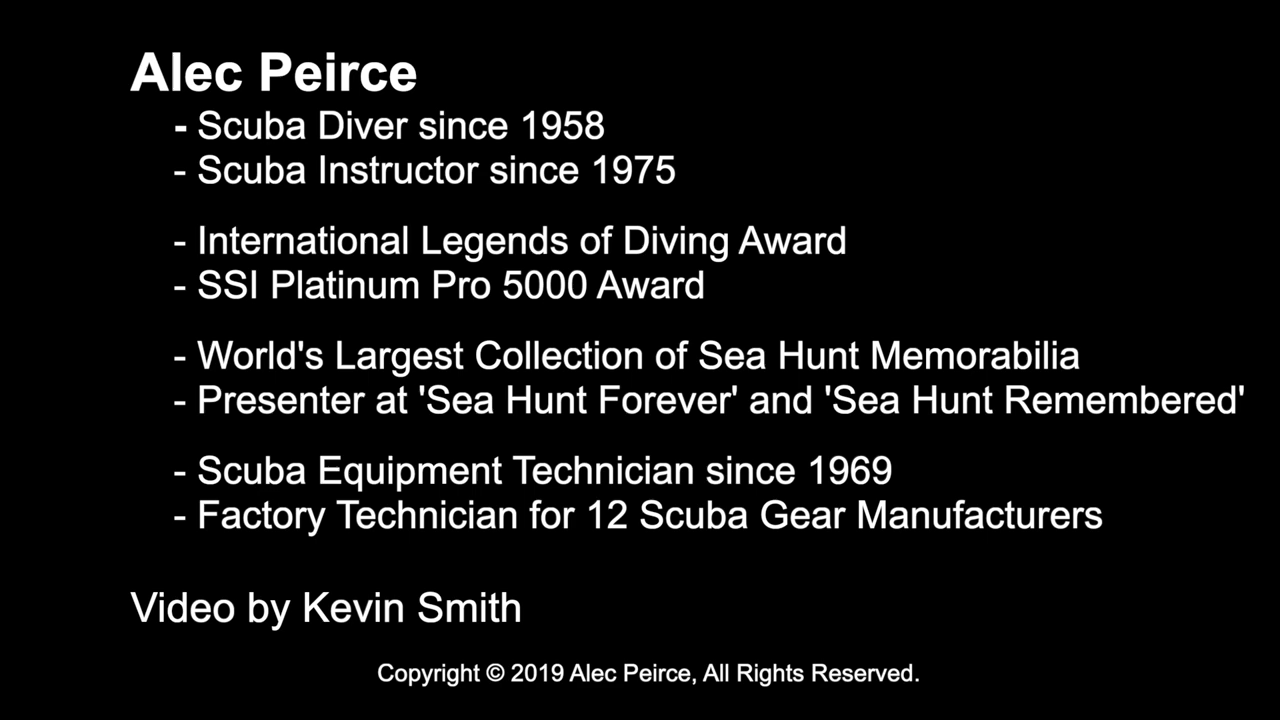 Alec Peirce
- Scuba Diver since 1958
- Scuba Instructor since 1975
- International Legends of Diving Award
- SSI Platinum Pro 5000 Award
- World's Largest Collection of Sea Hunt Memorabilia
- Presenter at 'Sea Hunt Forever' and 'Sea Hunt Remembered'
- Scuba Equipment Technician since 1969
- Factory Technician for 12 Scuba Gear Manufacturers
Video by Kevin Smith
Copyright © 2019 Alec Peirce, All Rights Reserved.